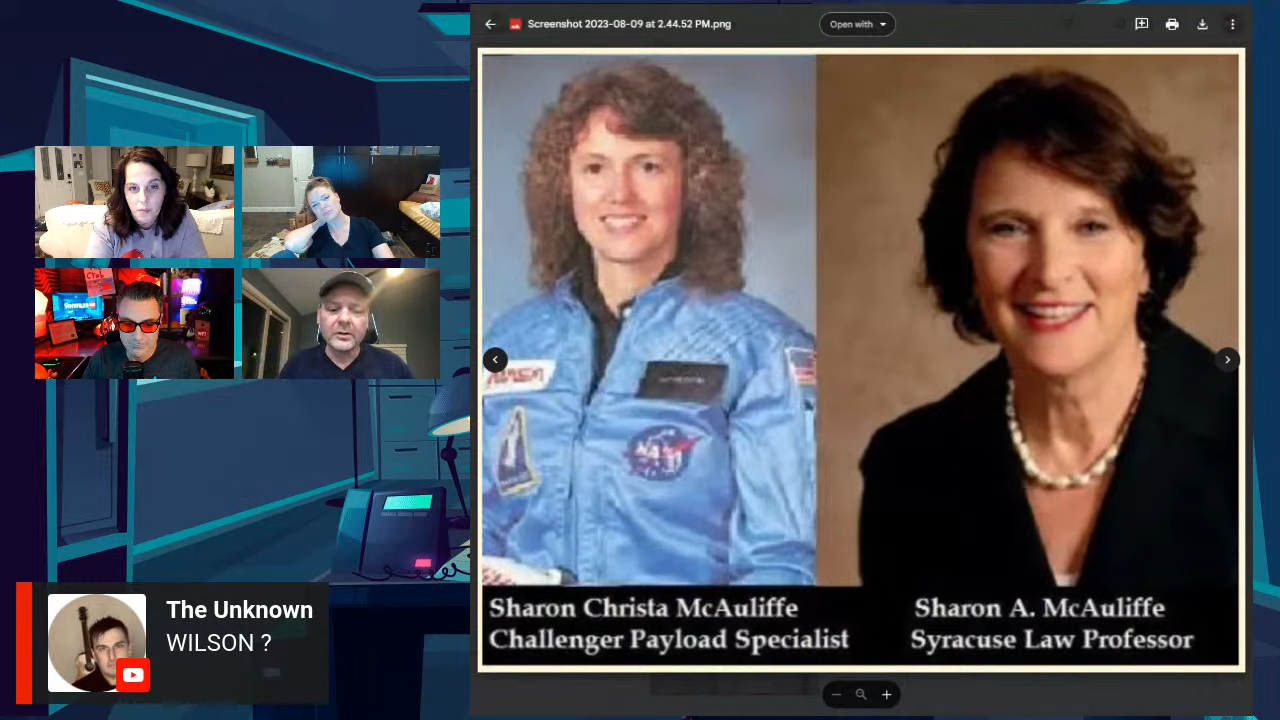 Screenshot 2023-08-09 at 2.44.52 PM.png
Open with
NASA
Sharon Christa McAuliffe
Challenger Payload Specialist
Sharon A. McAuliffe
Syracuse Law Professor
The Unknown
WILSON ?